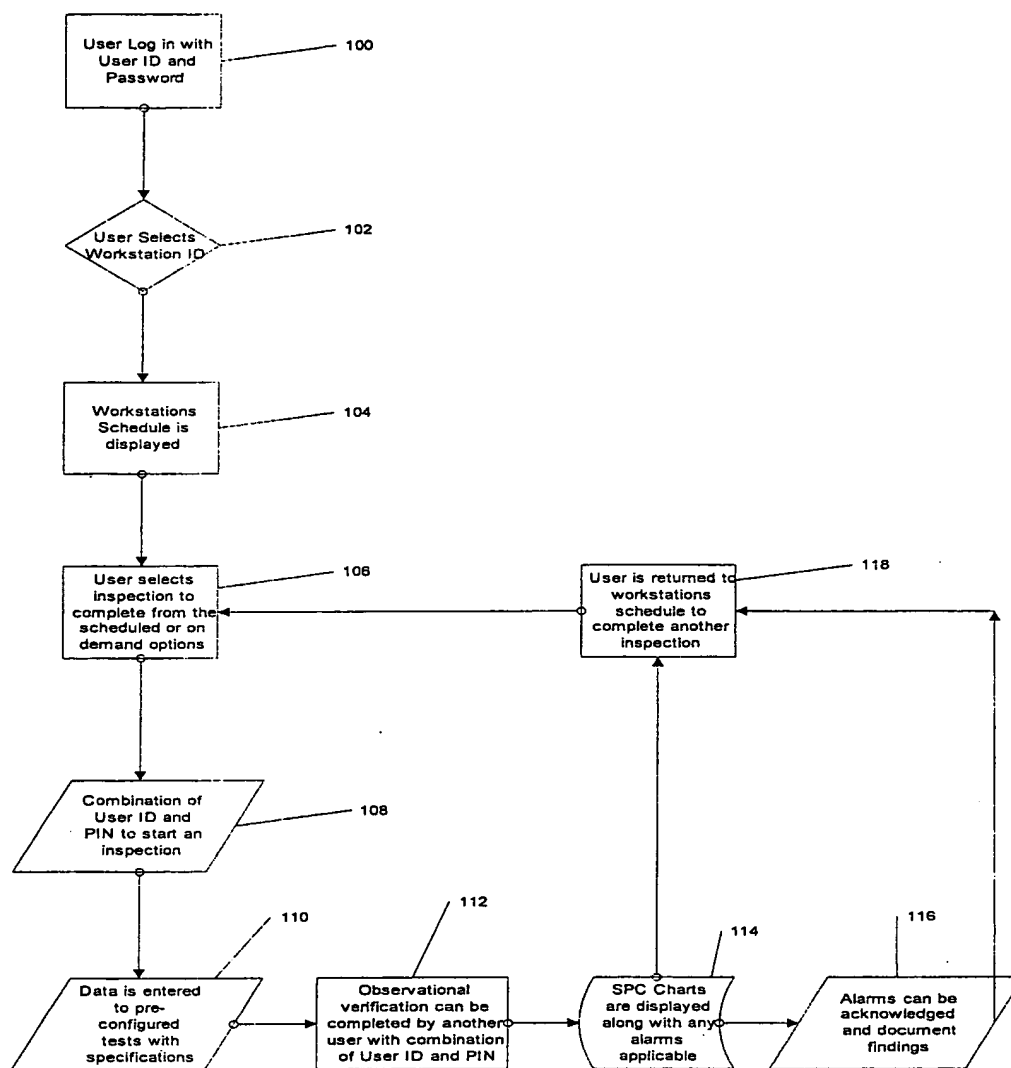 User Log in with
User ID and
Password
100
User Selects
Workstation ID
102
Workstations
Schedule is
displayed
104
User selects
inspection to
complete from the
scheduled or on
demand options
106
User is returned to
workstations
schedule to
complete another
inspection
118
Combination of
User ID and
PIN to start an
inspection
108
Data is entered
to pre-
configured
tests with
specifications
110
Observational
verification can be
completed by another
user with combination
of User ID and PIN
112
SPC Charts
are displayed
along with any
alarms
applicable
114
Alarms can be
acknowledged
and document
findings
116